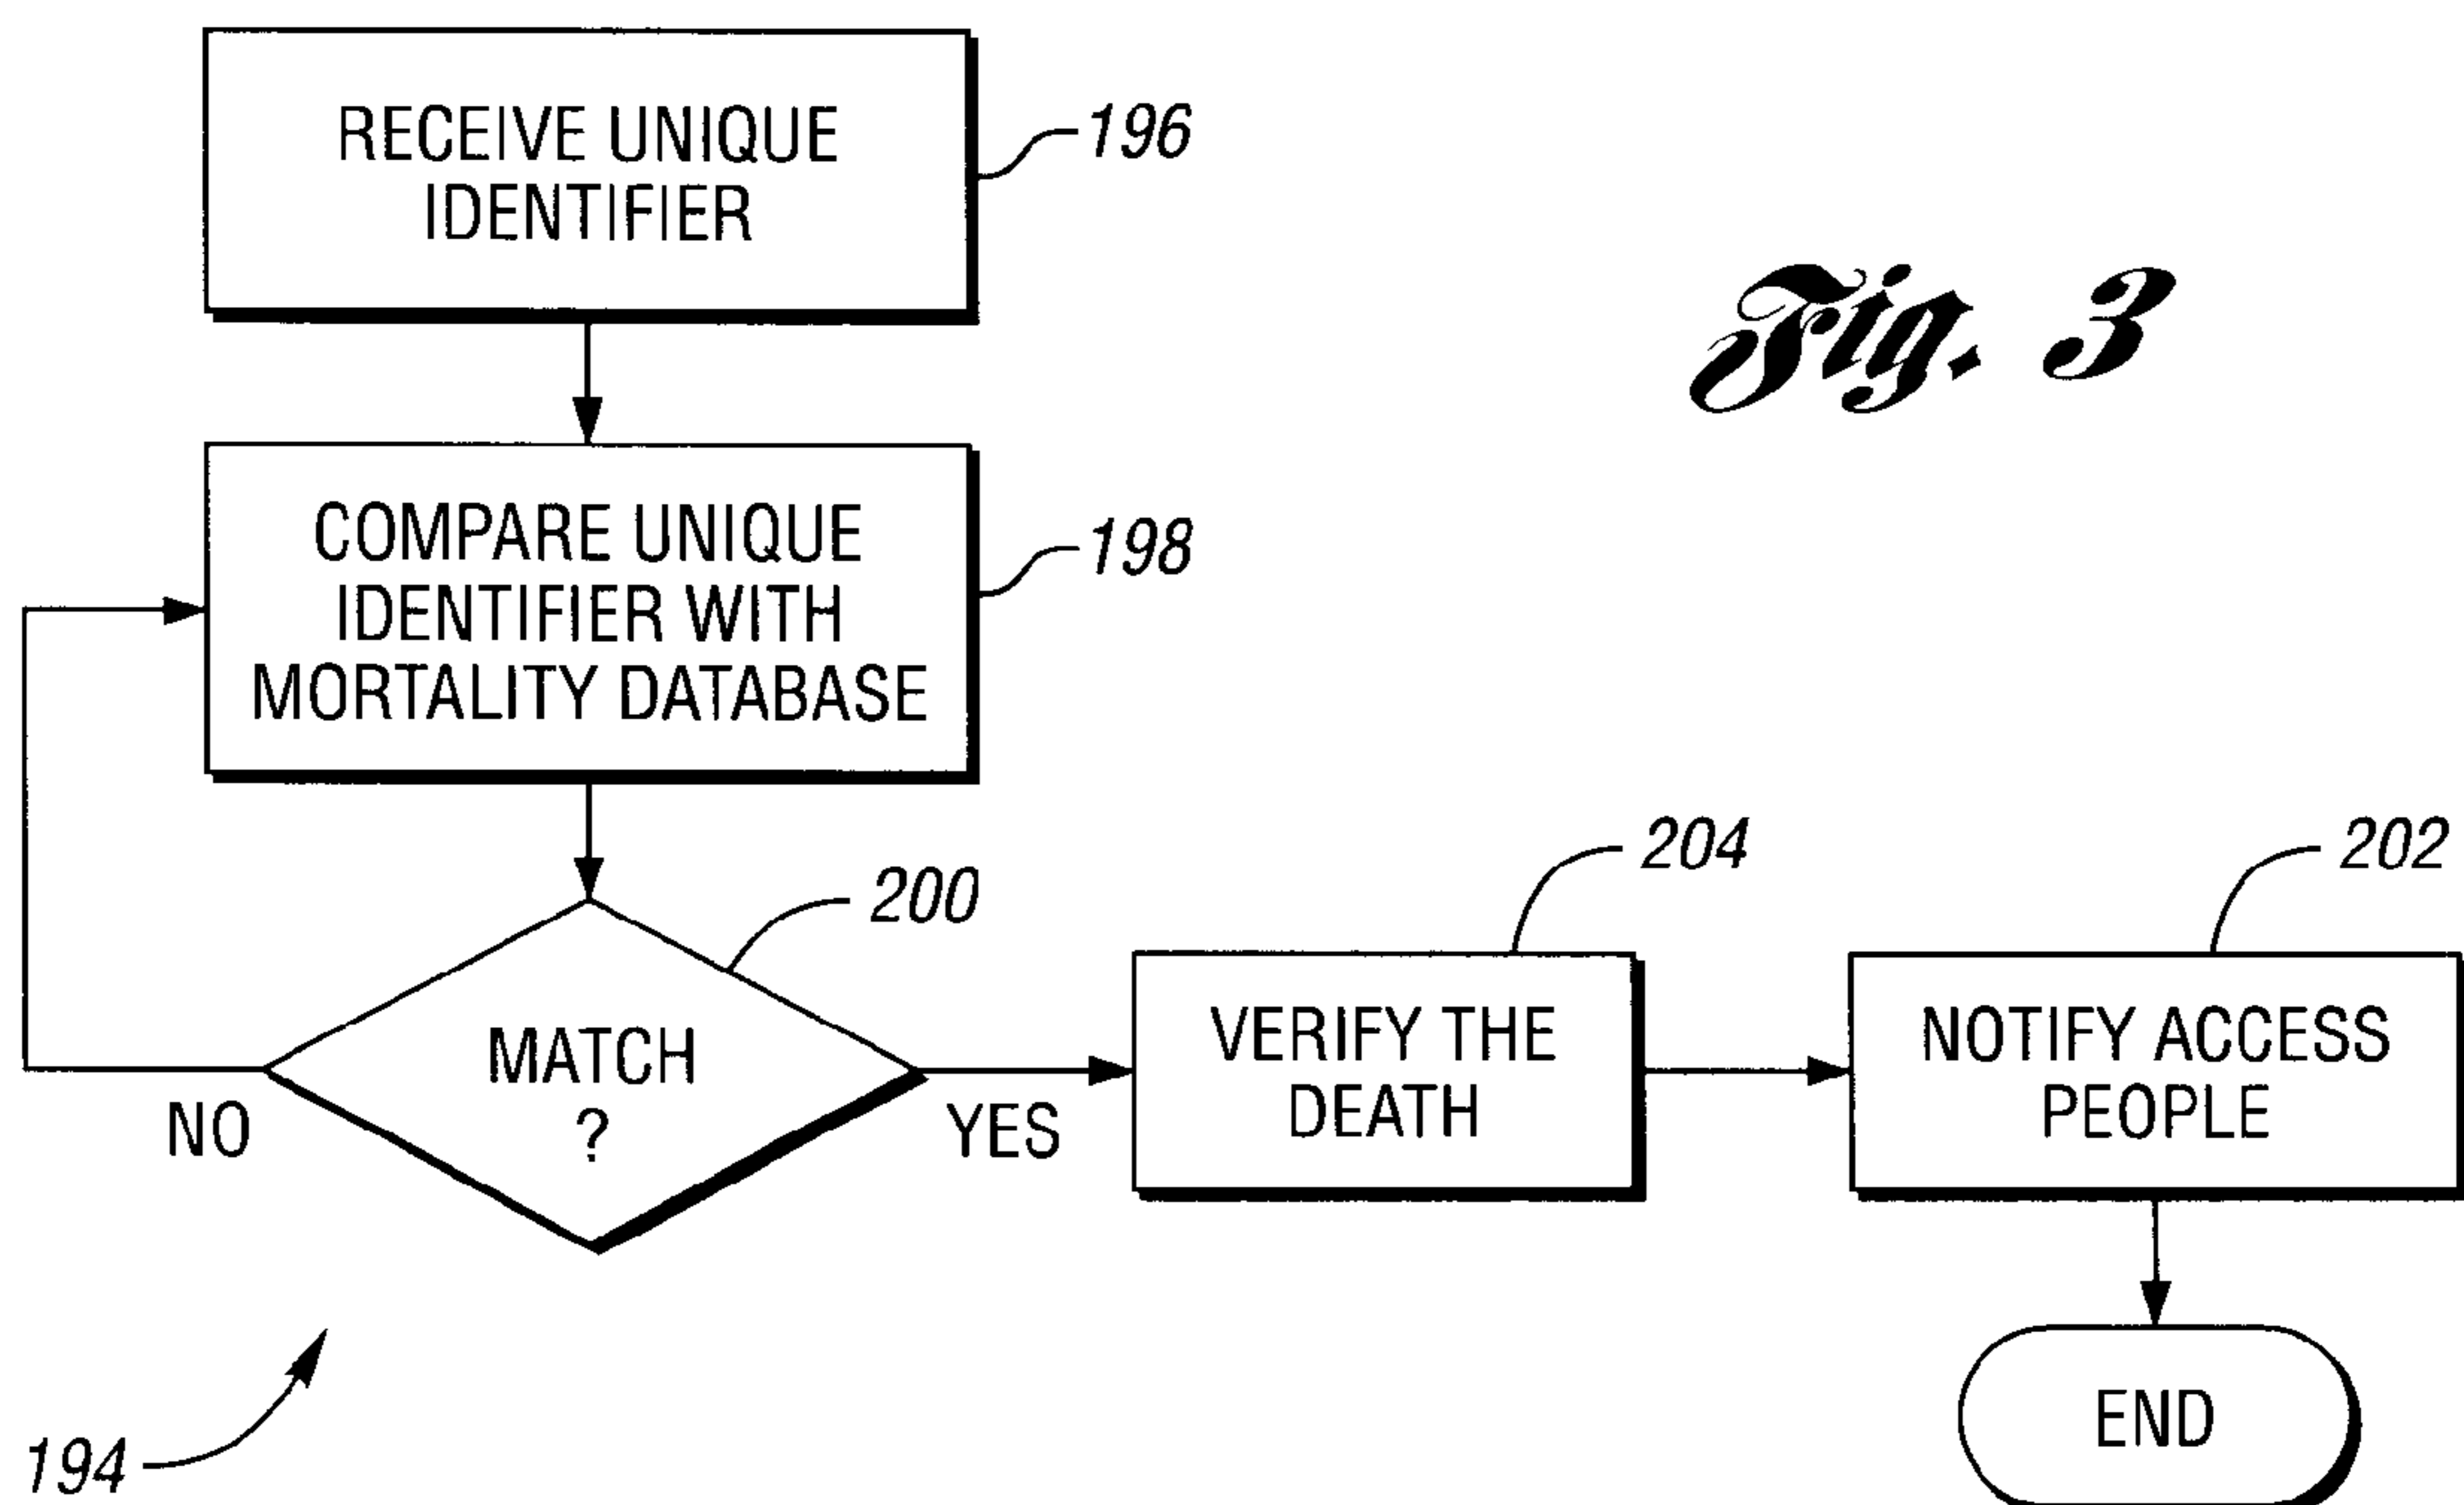 RECEIVE UNIQUE
IDENTIFIER
196
Fig. 3
COMPARE UNIQUE
IDENTIFIER WITH
MORTALITY DATABASE
198
200
MATCH
?
NO
YES
204
VERIFY THE
DEATH
202
NOTIFY ACCESS
PEOPLE
END
194